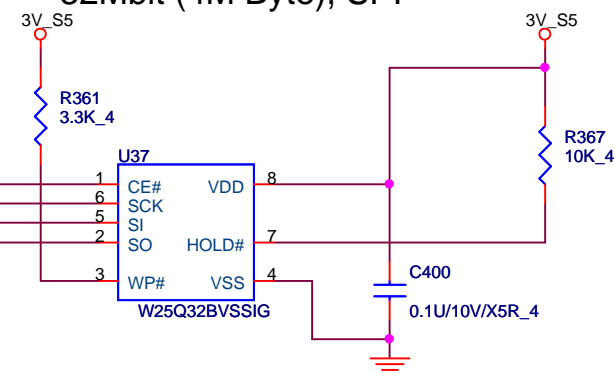 32Mbit (4M Byte), SPI
3V_S5
3V_S5
R361
3.3K_4
R367
10K_4
U37
1 CE# VDD 8
6 SCK
5 SI
2 SO HOLD# 7
3 WP# VSS 4
W25Q32BVSSIG
C400
0.1U/10V/X5R_4